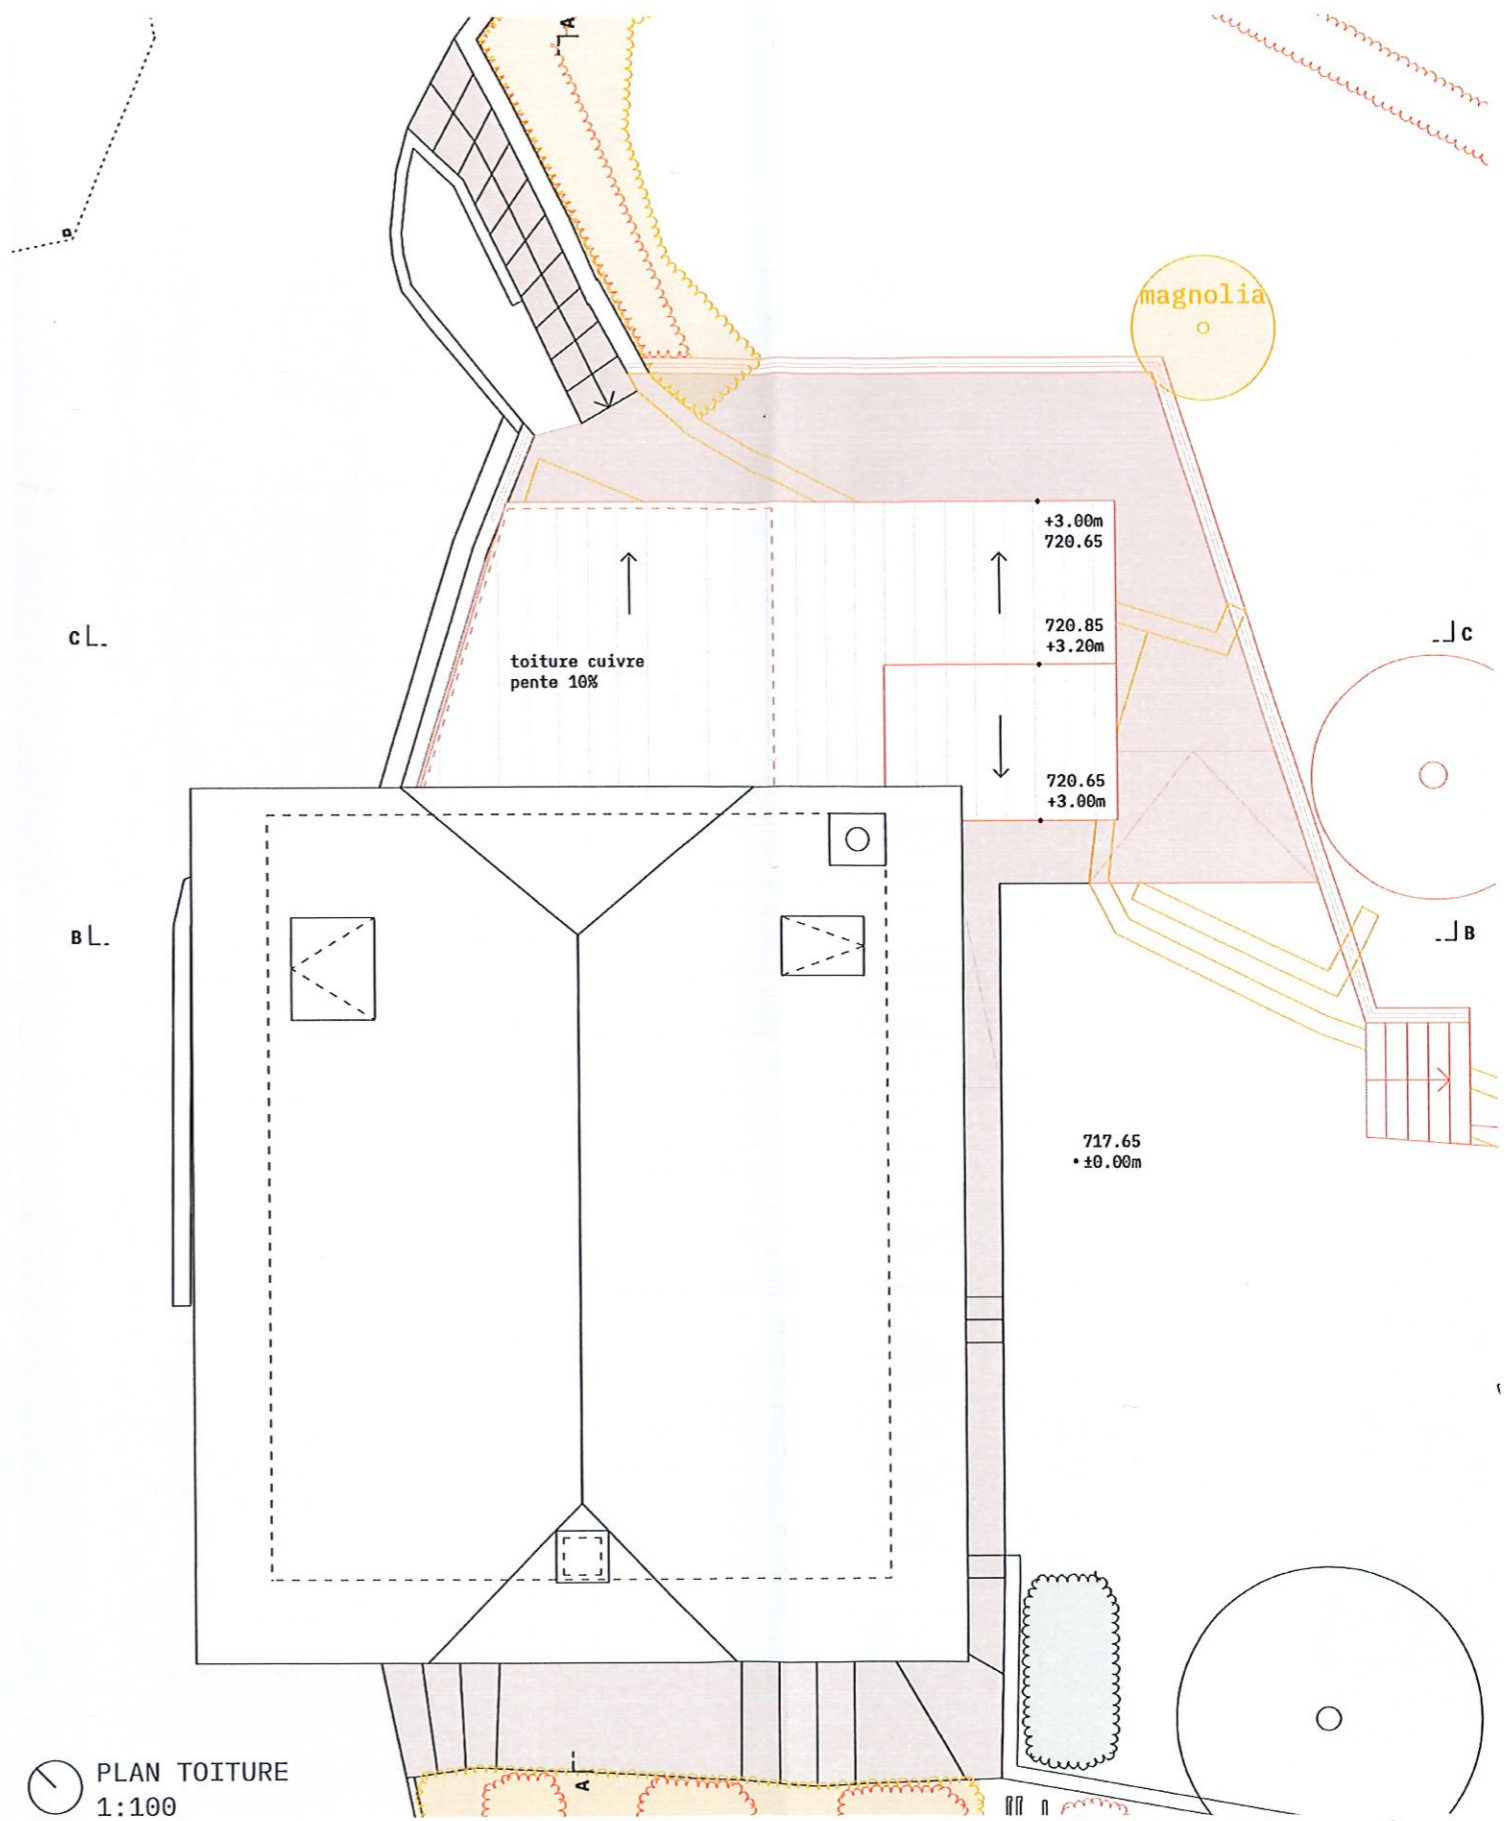 A
magnolia
+3.00m
720.65
C
720.85
+3.20m
C
toiture cuivre
pente 10%
720.65
+3.00m
B
B
717.65
±0.00m
A
PLAN TOITURE
1:100